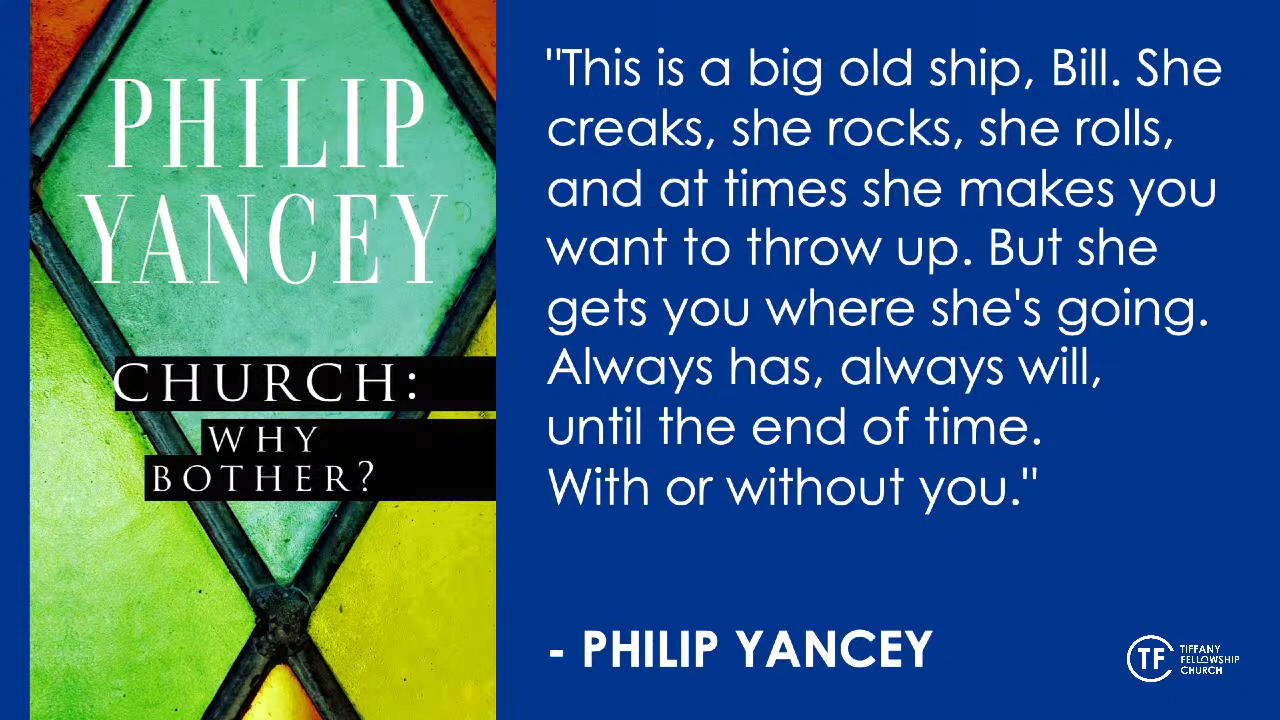 PHILIP
YANCEY
CHURCH:
WHY
BOTHER?
"This is a big old ship, Bill. She
creaks, she rocks, she rolls,
and at times she makes you
want to throw up. But she
gets you where she's going.
Always has, always will,
until the end of time.
With or without you."
- PHILIP YANCEY
TF
TIFFANY
FELLOWSHIP
CHURCH